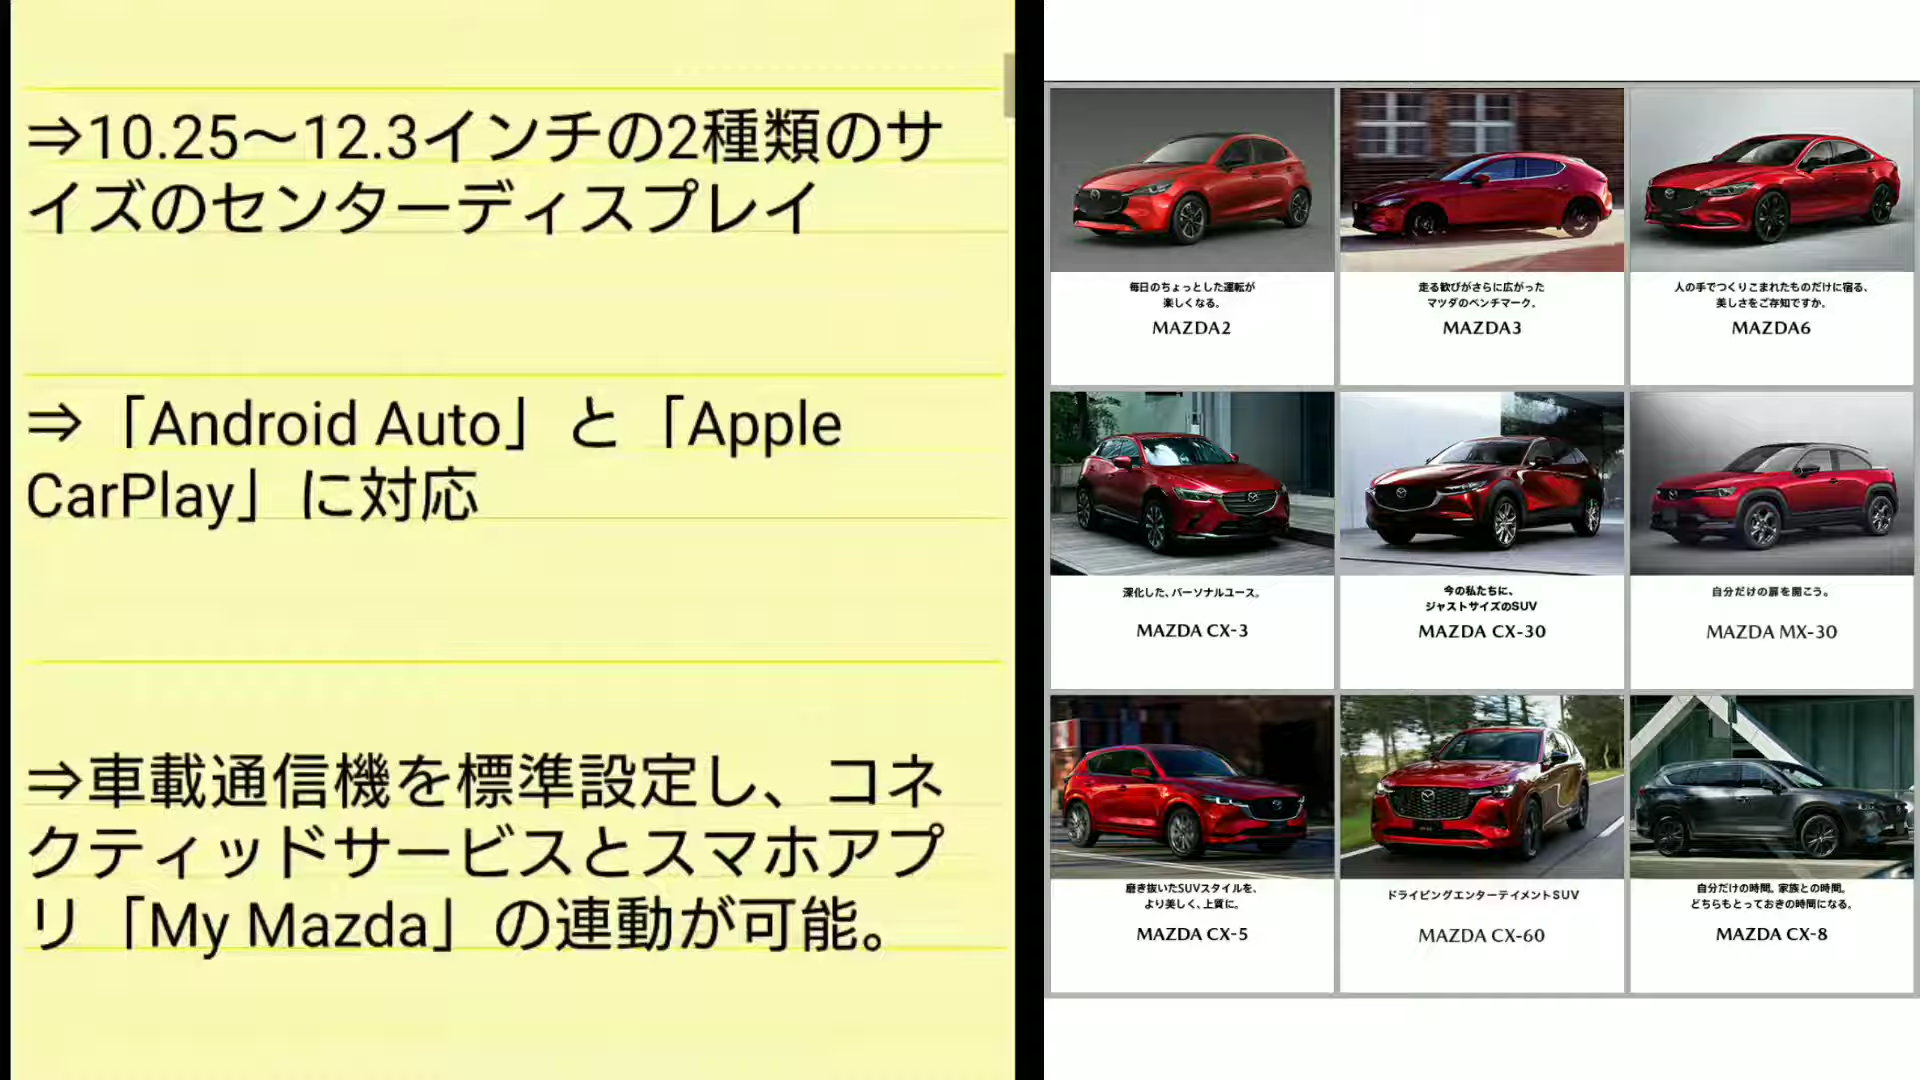 ⇒10.25～12.3インチの2種類のサ
イズのセンターディスプレイ
⇒「Android Auto」と「Apple
CarPlay」に対応
⇒車載通信機を標準設定し、コネ
クティッドサービスとスマホアプ
リ「My Mazda」の連動が可能。
毎日のちょっとした運転が
楽しくなる。
MAZDA2
走る歓びがさらに広がった
マツダのベンチマーク。
MAZDA3
人の手でつくりこまれたものだけに宿る、
美しさをご存知ですか。
MAZDA6
深化した、パーソナルユース。
MAZDA CX-3
今の私たちに、
ジャストサイズのSUV
MAZDA CX-30
自分だけの扉を開こう。
MAZDA MX-30
磨き抜いたSUVスタイルを、
より美しく、上質に。
MAZDA CX-5
ドライビングエンターテイメントSUV
MAZDA CX-60
自分だけの時間。家族との時間。
どちらもとっておきの時間になる。
MAZDA CX-8